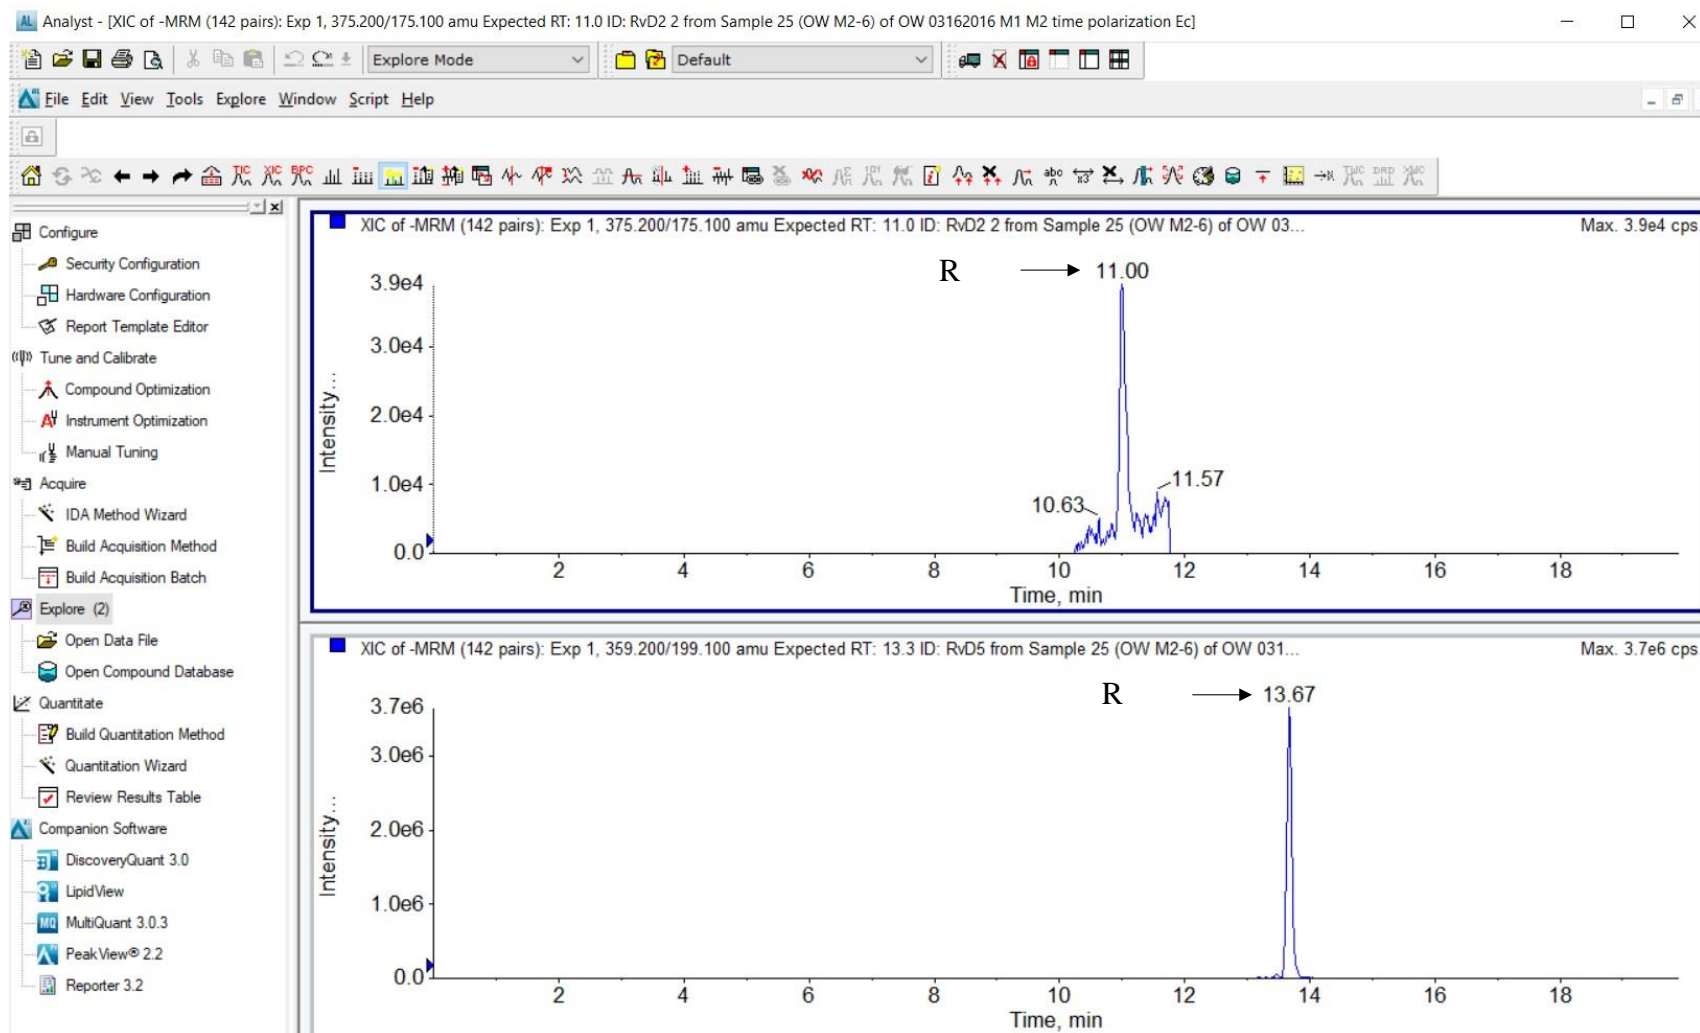 Analyst - [XIC of -MRM (142 pairs): Exp 1, 375.200/175.100 amu Expected RT: 11.0 ID: RvD2 2 from Sample 25 (OW M2-6) of OW 03162016 M1 M2 time polarization Ec]
Explore Mode
Default
File Edit View Tools Explore Window Script Help
TIC XIC BPC
Configure
Security Configuration
Hardware Configuration
Report Template Editor
Tune and Calibrate
Compound Optimization
Instrument Optimization
Manual Tuning
Acquire
IDA Method Wizard
Build Acquisition Method
Build Acquisition Batch
Explore (2)
Open Data File
Open Compound Database
Quantitate
Build Quantitation Method
Quantitation Wizard
Review Results Table
Companion Software
DiscoveryQuant 3.0
LipidView
MQ MultiQuant 3.0.3
PeakView® 2.2
Reporter 3.2
XIC of -MRM (142 pairs): Exp 1, 375.200/175.100 amu Expected RT: 11.0 ID: RvD2 2 from Sample 25 (OW M2-6) of OW 03... Max. 3.9e4 cps
R 11.00
3.9e4
3.0e4
2.0e4
1.0e4
0.0
Intensity...
10.63
11.57
2 4 6 8 10 12 14 16 18
Time, min
XIC of -MRM (142 pairs): Exp 1, 359.200/199.100 amu Expected RT: 13.3 ID: RvD5 from Sample 25 (OW M2-6) of OW 031... Max. 3.7e6 cps
R 13.67
3.7e6
3.0e6
2.0e6
1.0e6
0.0
Intensity...
2 4 6 8 10 12 14 16 18
Time, min